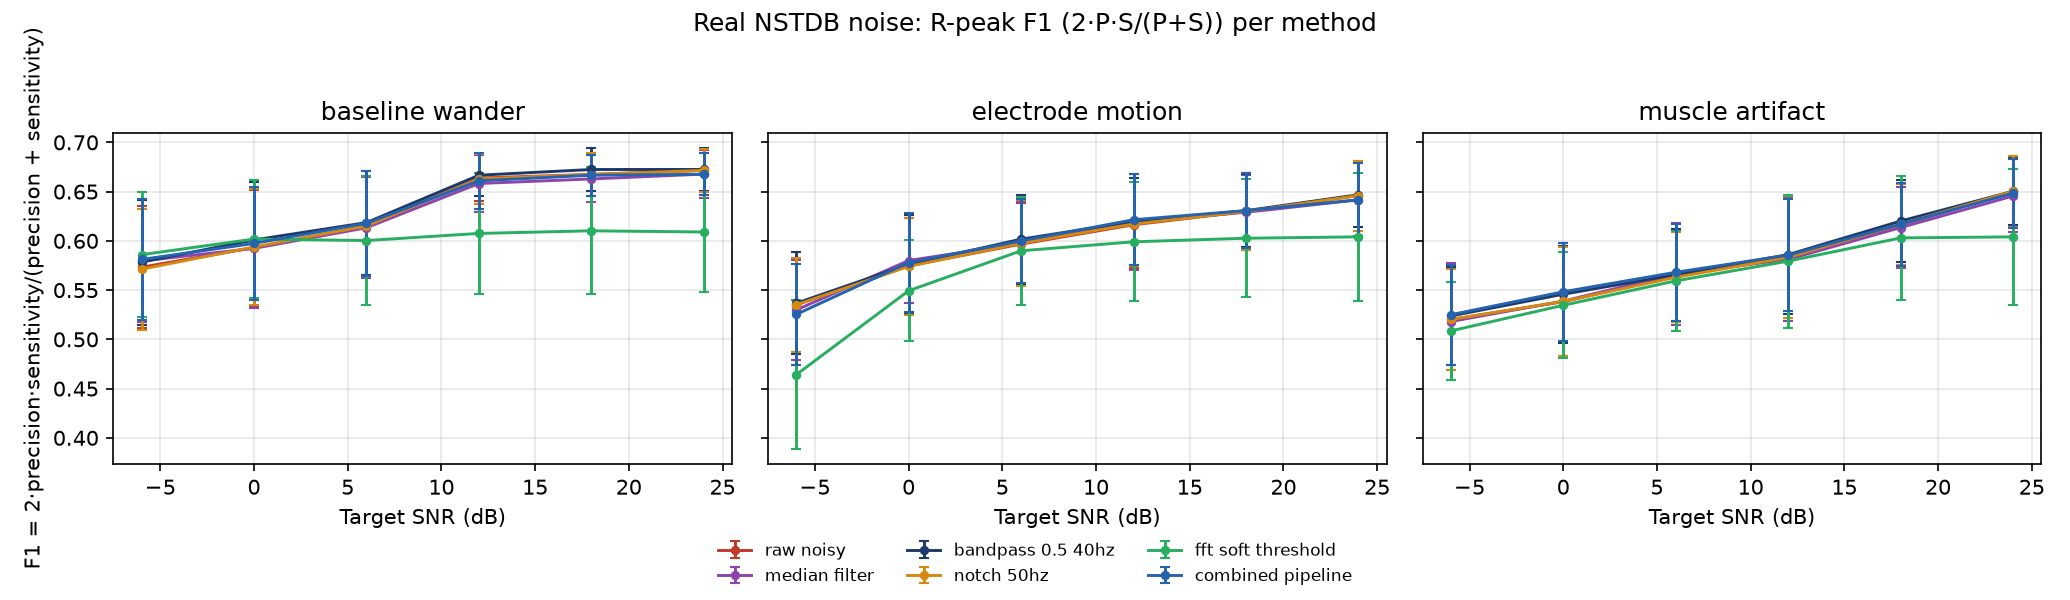 Real NSTDB noise: R-peak F1 (2·P·S/(P+S)) per method
F1 = 2·precision·sensitivity/(precision + sensitivity)
baseline wander
0.70
0.65
0.60
0.55
0.50
0.45
0.40
−5 0 5 10 15 20 25
Target SNR (dB)
electrode motion
−5 0 5 10 15 20 25
Target SNR (dB)
muscle artifact
−5 0 5 10 15 20 25
Target SNR (dB)
raw noisy
median filter
bandpass 0.5 40hz
notch 50hz
fft soft threshold
combined pipeline